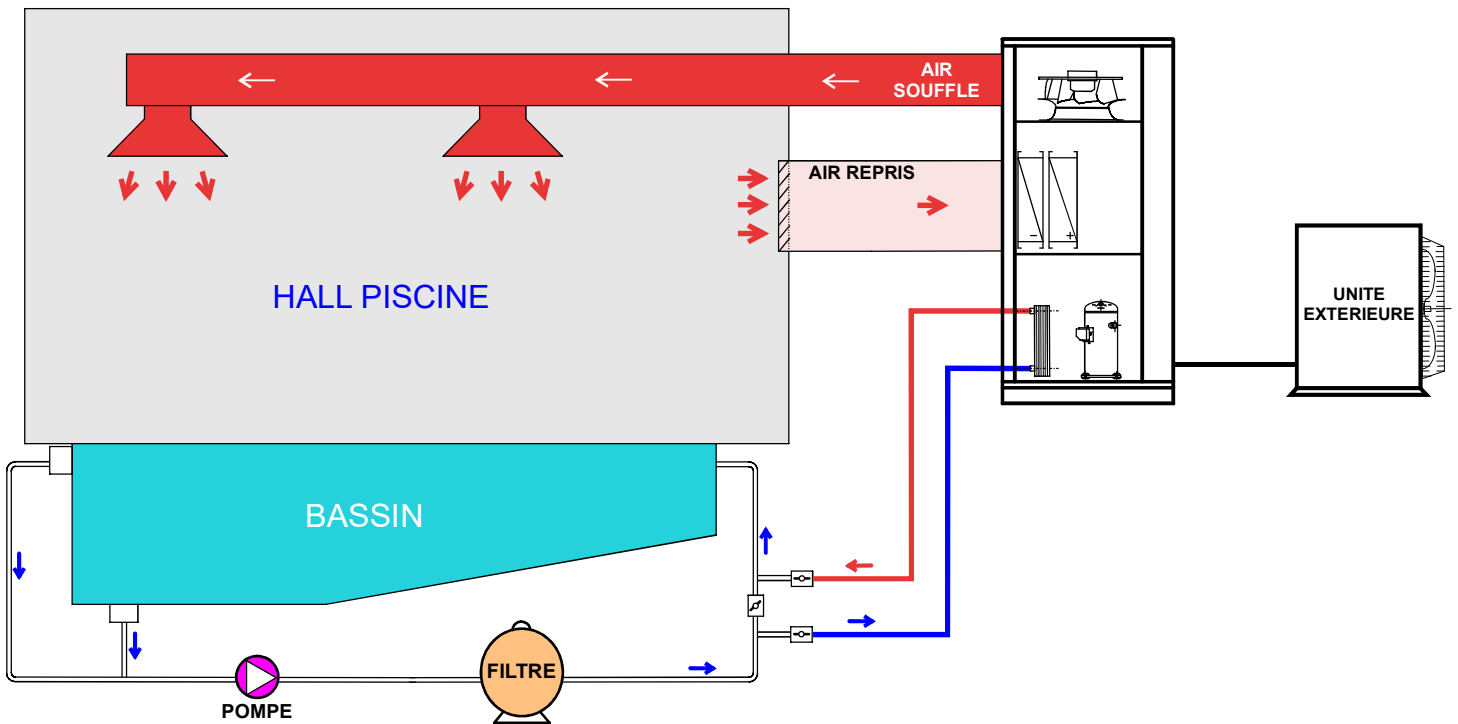 AIR
SOUFFLE
AIR REPRIS
HALL PISCINE
UNITE
EXTERIEURE
- +
BASSIN
FILTRE
POMPE